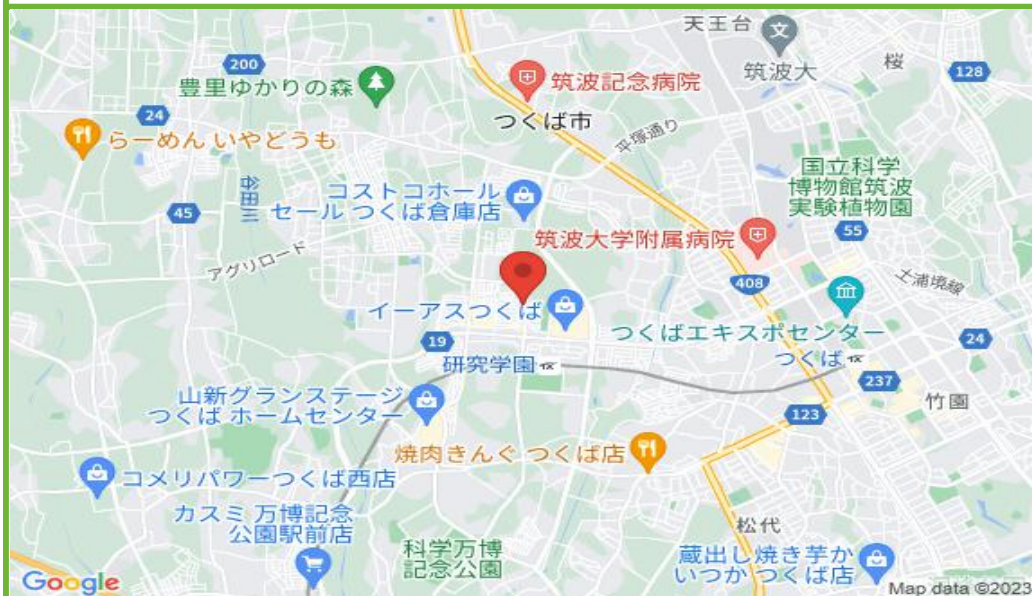 天王台
筑波大
桜
200
128
豊里ゆかりの森
筑波記念病院
24
つくば市
平塚通り
らーめん いやどうも
国立科学
博物館筑波
実験植物園
谷田川
コストコホール
セール つくば倉庫店
45
55
筑波大学附属病院
アグリロード
土浦境線
408
イーアスつくば
つくばエキスポセンター
19
24
研究学園
つくば
237
山新グランステージ
つくば ホームセンター
竹園
123
焼肉きんぐ つくば店
コメリパワーつくば西店
カスミ 万博記念
公園駅前店
松代
科学万博
記念公園
蔵出し焼き芋か
いつか つくば店
Google
Map data ©2023